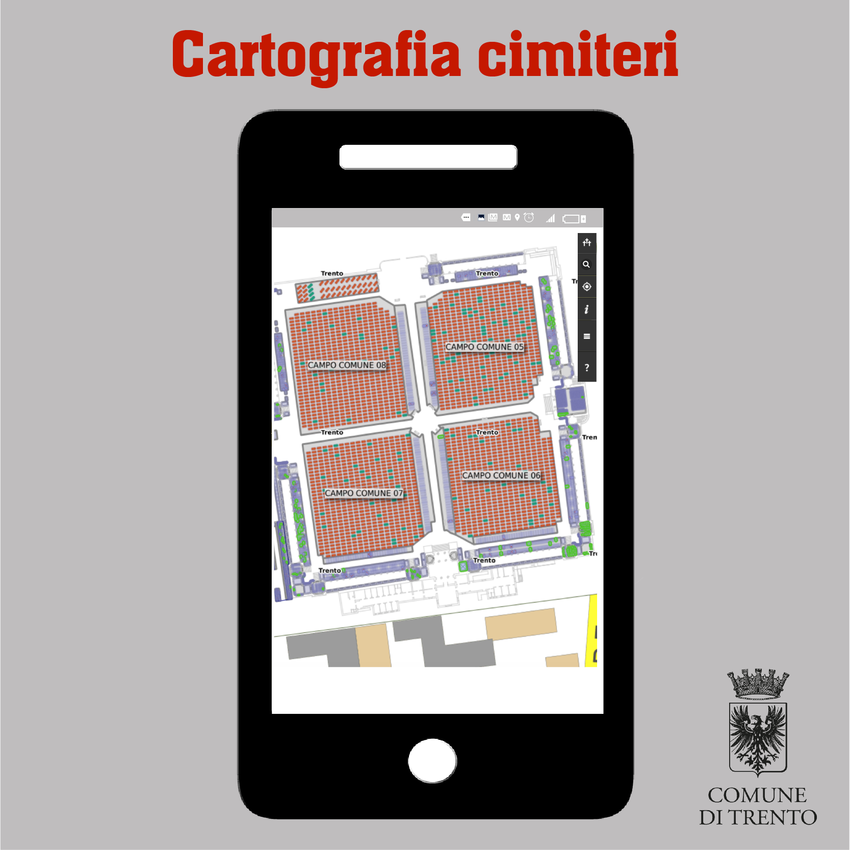 Cartografia cimiteri
Trento
Trento
CAMPO COMUNE 05
CAMPO COMUNE 08
Trento
Trento
Tren
CAMPO COMUNE 06
CAMPO COMUNE 07
Trento
Trento
COMUNE
DI TRENTO